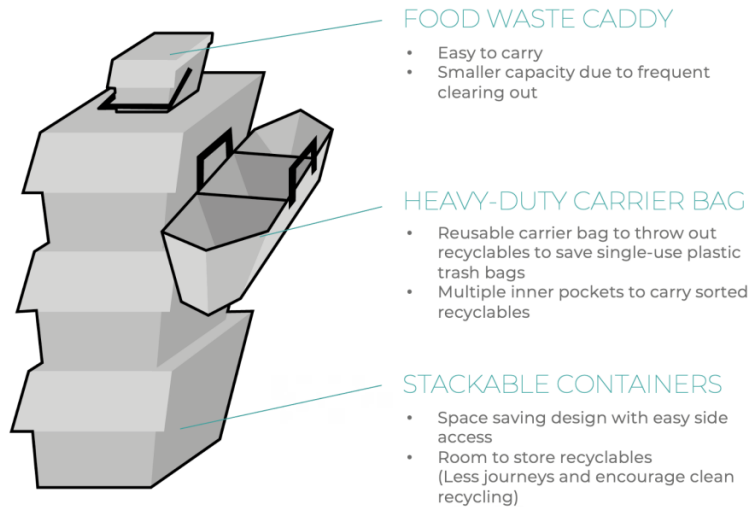 FOOD WASTE CADDY
• Easy to carry
• Smaller capacity due to frequent
clearing out
HEAVY-DUTY CARRIER BAG
• Reusable carrier bag to throw out
recyclables to save single-use plastic
trash bags
• Multiple inner pockets to carry sorted
recyclables
STACKABLE CONTAINERS
• Space saving design with easy side
access
• Room to store recyclables
(Less journeys and encourage clean
recycling)